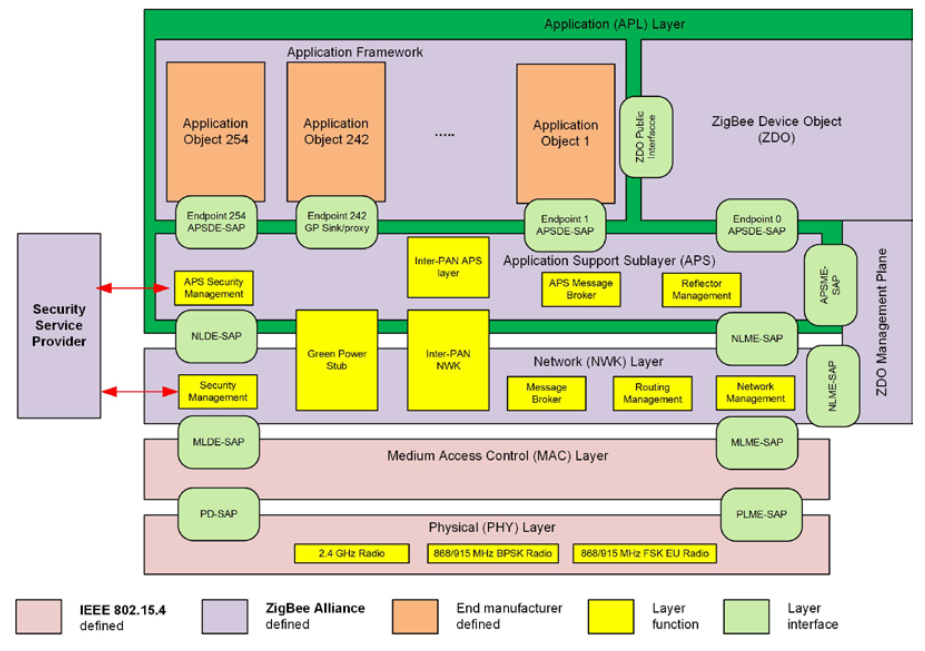 Application (APL) Layer
Application Framework
Application
Object 254
Application
Object 242
.....
Application
Object 1
ZDO Public
Interfacce
ZigBee Device Object
(ZDO)
Endpoint 254
APSDE-SAP
Endpoint 242
GP Sink/proxy
Endpoint 1
APSDE-SAP
Endpoint 0
APSDE-SAP
Inter-PAN APS
layer
Application Support Sublayer (APS)
APS Security
Management
APS Message
Broker
Reflector
Management
APSME-
SAP
ZDO Management Plane
Security
Service
Provider
NLDE-SAP
Green Power
Stub
Inter-PAN
NWK
NLME-SAP
Network (NWK) Layer
Security
Management
Message
Broker
Routing
Management
Network
Management
NLME-SAP
MLDE-SAP
MLME-SAP
Medium Access Control (MAC) Layer
PD-SAP
PLME-SAP
Physical (PHY) Layer
2.4 GHz Radio
868/915 MHz BPSK Radio
868/915 MHz FSK EU Radio
IEEE 802.15.4
defined
ZigBee Alliance
defined
End manufacturer
defined
Layer
function
Layer
interface